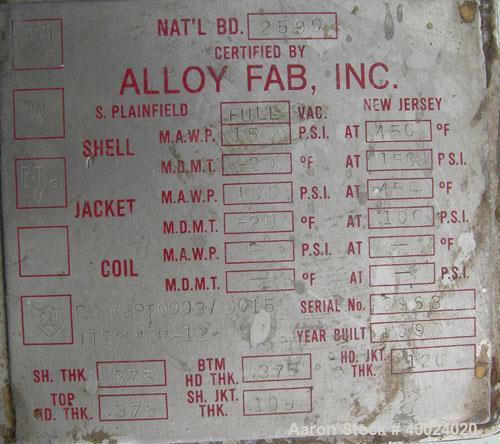 NAT'L BD. 2599
CERTIFIED BY
ALLOY FAB, INC.
S. PLAINFIELD FULL VAC. NEW JERSEY
SHELL M.A.W.P. 150 P.S.I. AT 450 °F
M.D.M.T. -20 °F AT 150 P.S.I.
JACKET M.A.W.P. 100 P.S.I. AT 450 °F
M.D.M.T. -20 °F AT 100 P.S.I.
COIL M.A.W.P. — P.S.I. AT — °F
M.D.M.T. — °F AT — P.S.I.
SERIAL No.
YEAR BUILT
SH. THK. .375 BTM HD THK. .375 HD. JKT. THK. .120
TOP HD. THK. .375 SH. JKT. THK.
Aaron Stock # 40024020